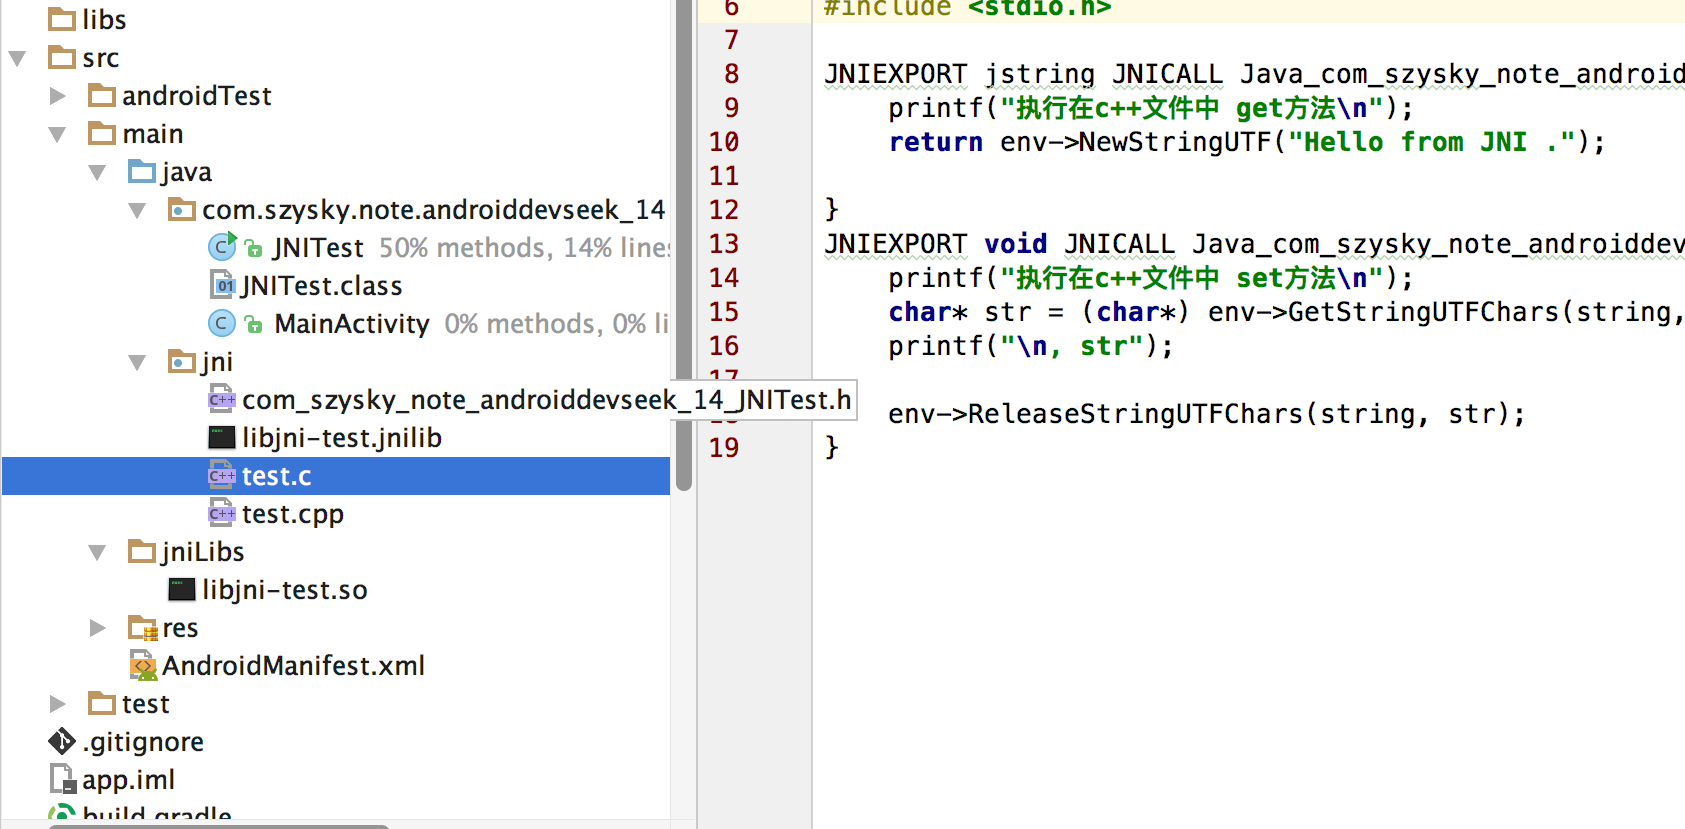 libs
src
androidTest
main
java
com.szysky.note.androiddevseek_14
JNITest 50% methods, 14% lines
JNITest.class
MainActivity 0% methods, 0% li
jni
com_szysky_note_androiddevseek_14_JNITest.h
libjni-test.jnilib
test.c
test.cpp
jniLibs
libjni-test.so
res
AndroidManifest.xml
test
.gitignore
app.iml
build.gradle
6 #include <stdio.h>
7
8 JNIEXPORT jstring JNICALL Java_com_szysky_note_android
9 printf("执行在c++文件中 get方法\n");
10 return env->NewStringUTF("Hello from JNI .");
11
12 }
13 JNIEXPORT void JNICALL Java_com_szysky_note_androiddev
14 printf("执行在c++文件中 set方法\n");
15 char* str = (char*) env->GetStringUTFChars(string,
16 printf("\n, str");
17
18 env->ReleaseStringUTFChars(string, str);
19 }